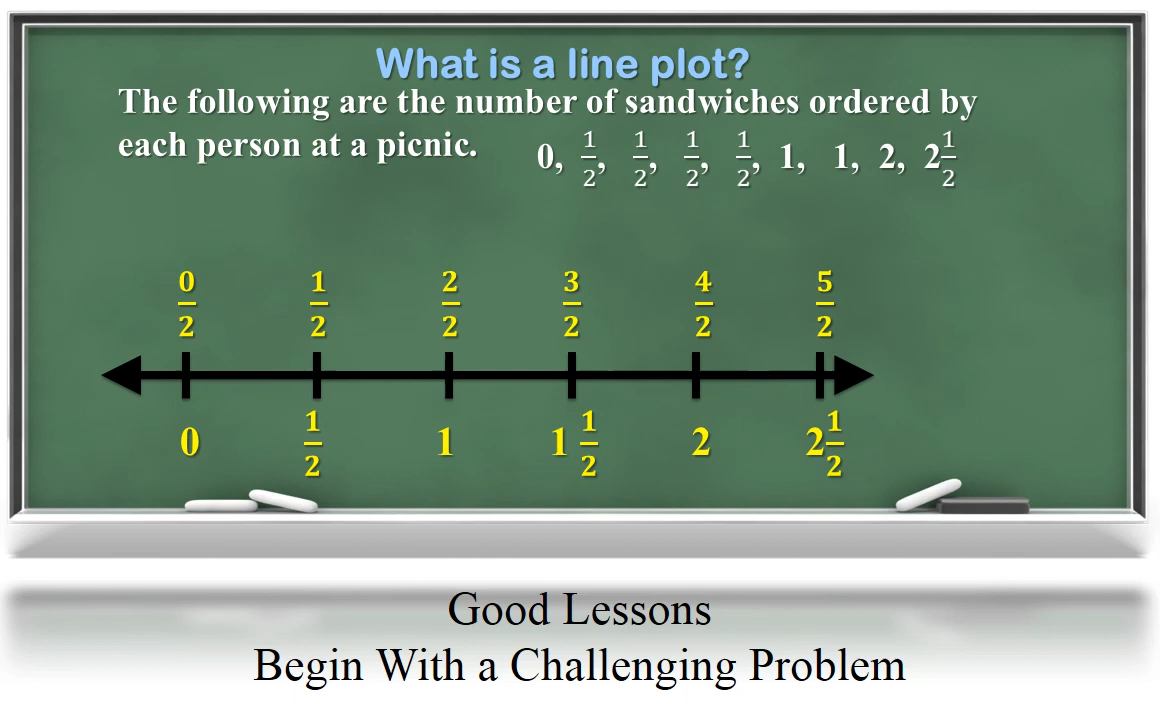 What is a line plot?
The following are the number of sandwiches ordered by
each person at a picnic. 0, 1/2, 1/2, 1/2, 1/2, 1, 1, 2, 2 1/2
0/2 1/2 2/2 3/2 4/2 5/2
0 1/2 1 1 1/2 2 2 1/2
Good Lessons
Begin With a Challenging Problem